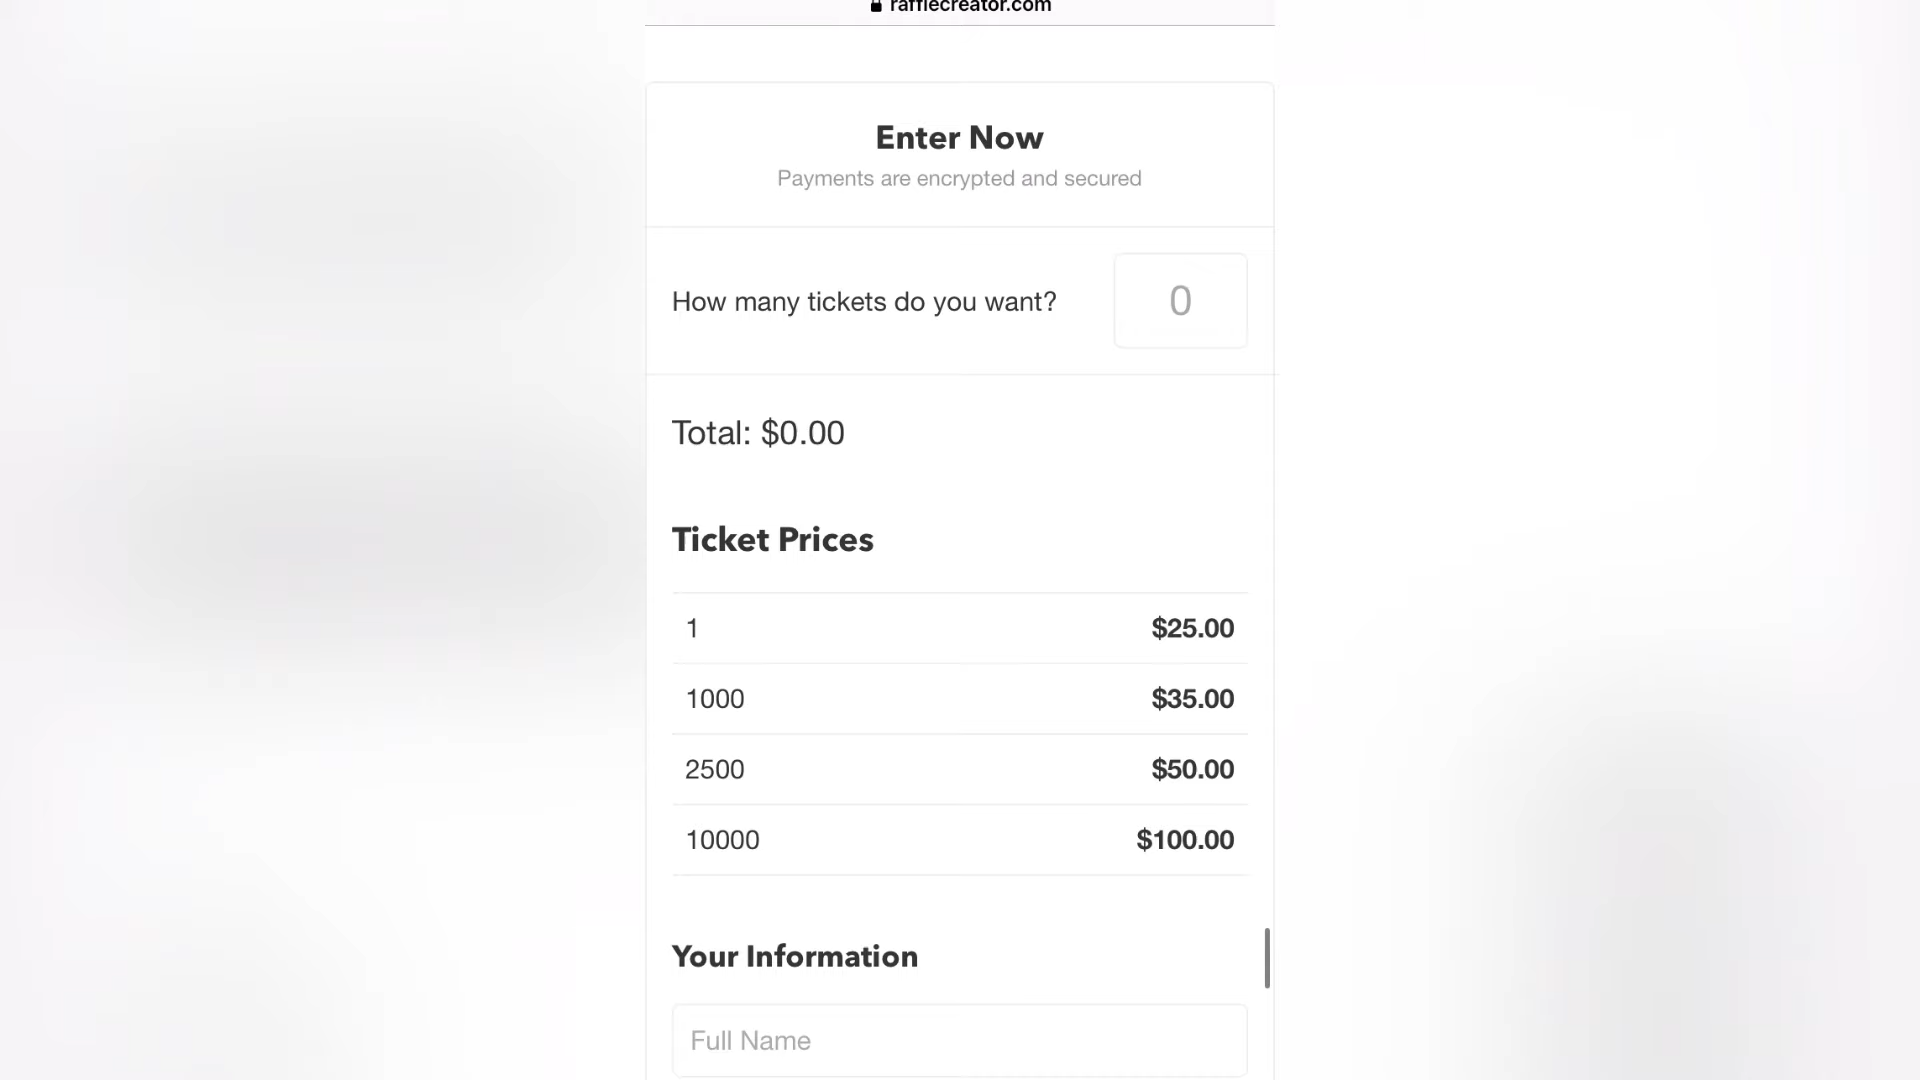 rafflecreator.com
Enter Now
Payments are encrypted and secured
How many tickets do you want?
0
Total: $0.00
Ticket Prices
1 $25.00
1000 $35.00
2500 $50.00
10000 $100.00
Your Information
Full Name